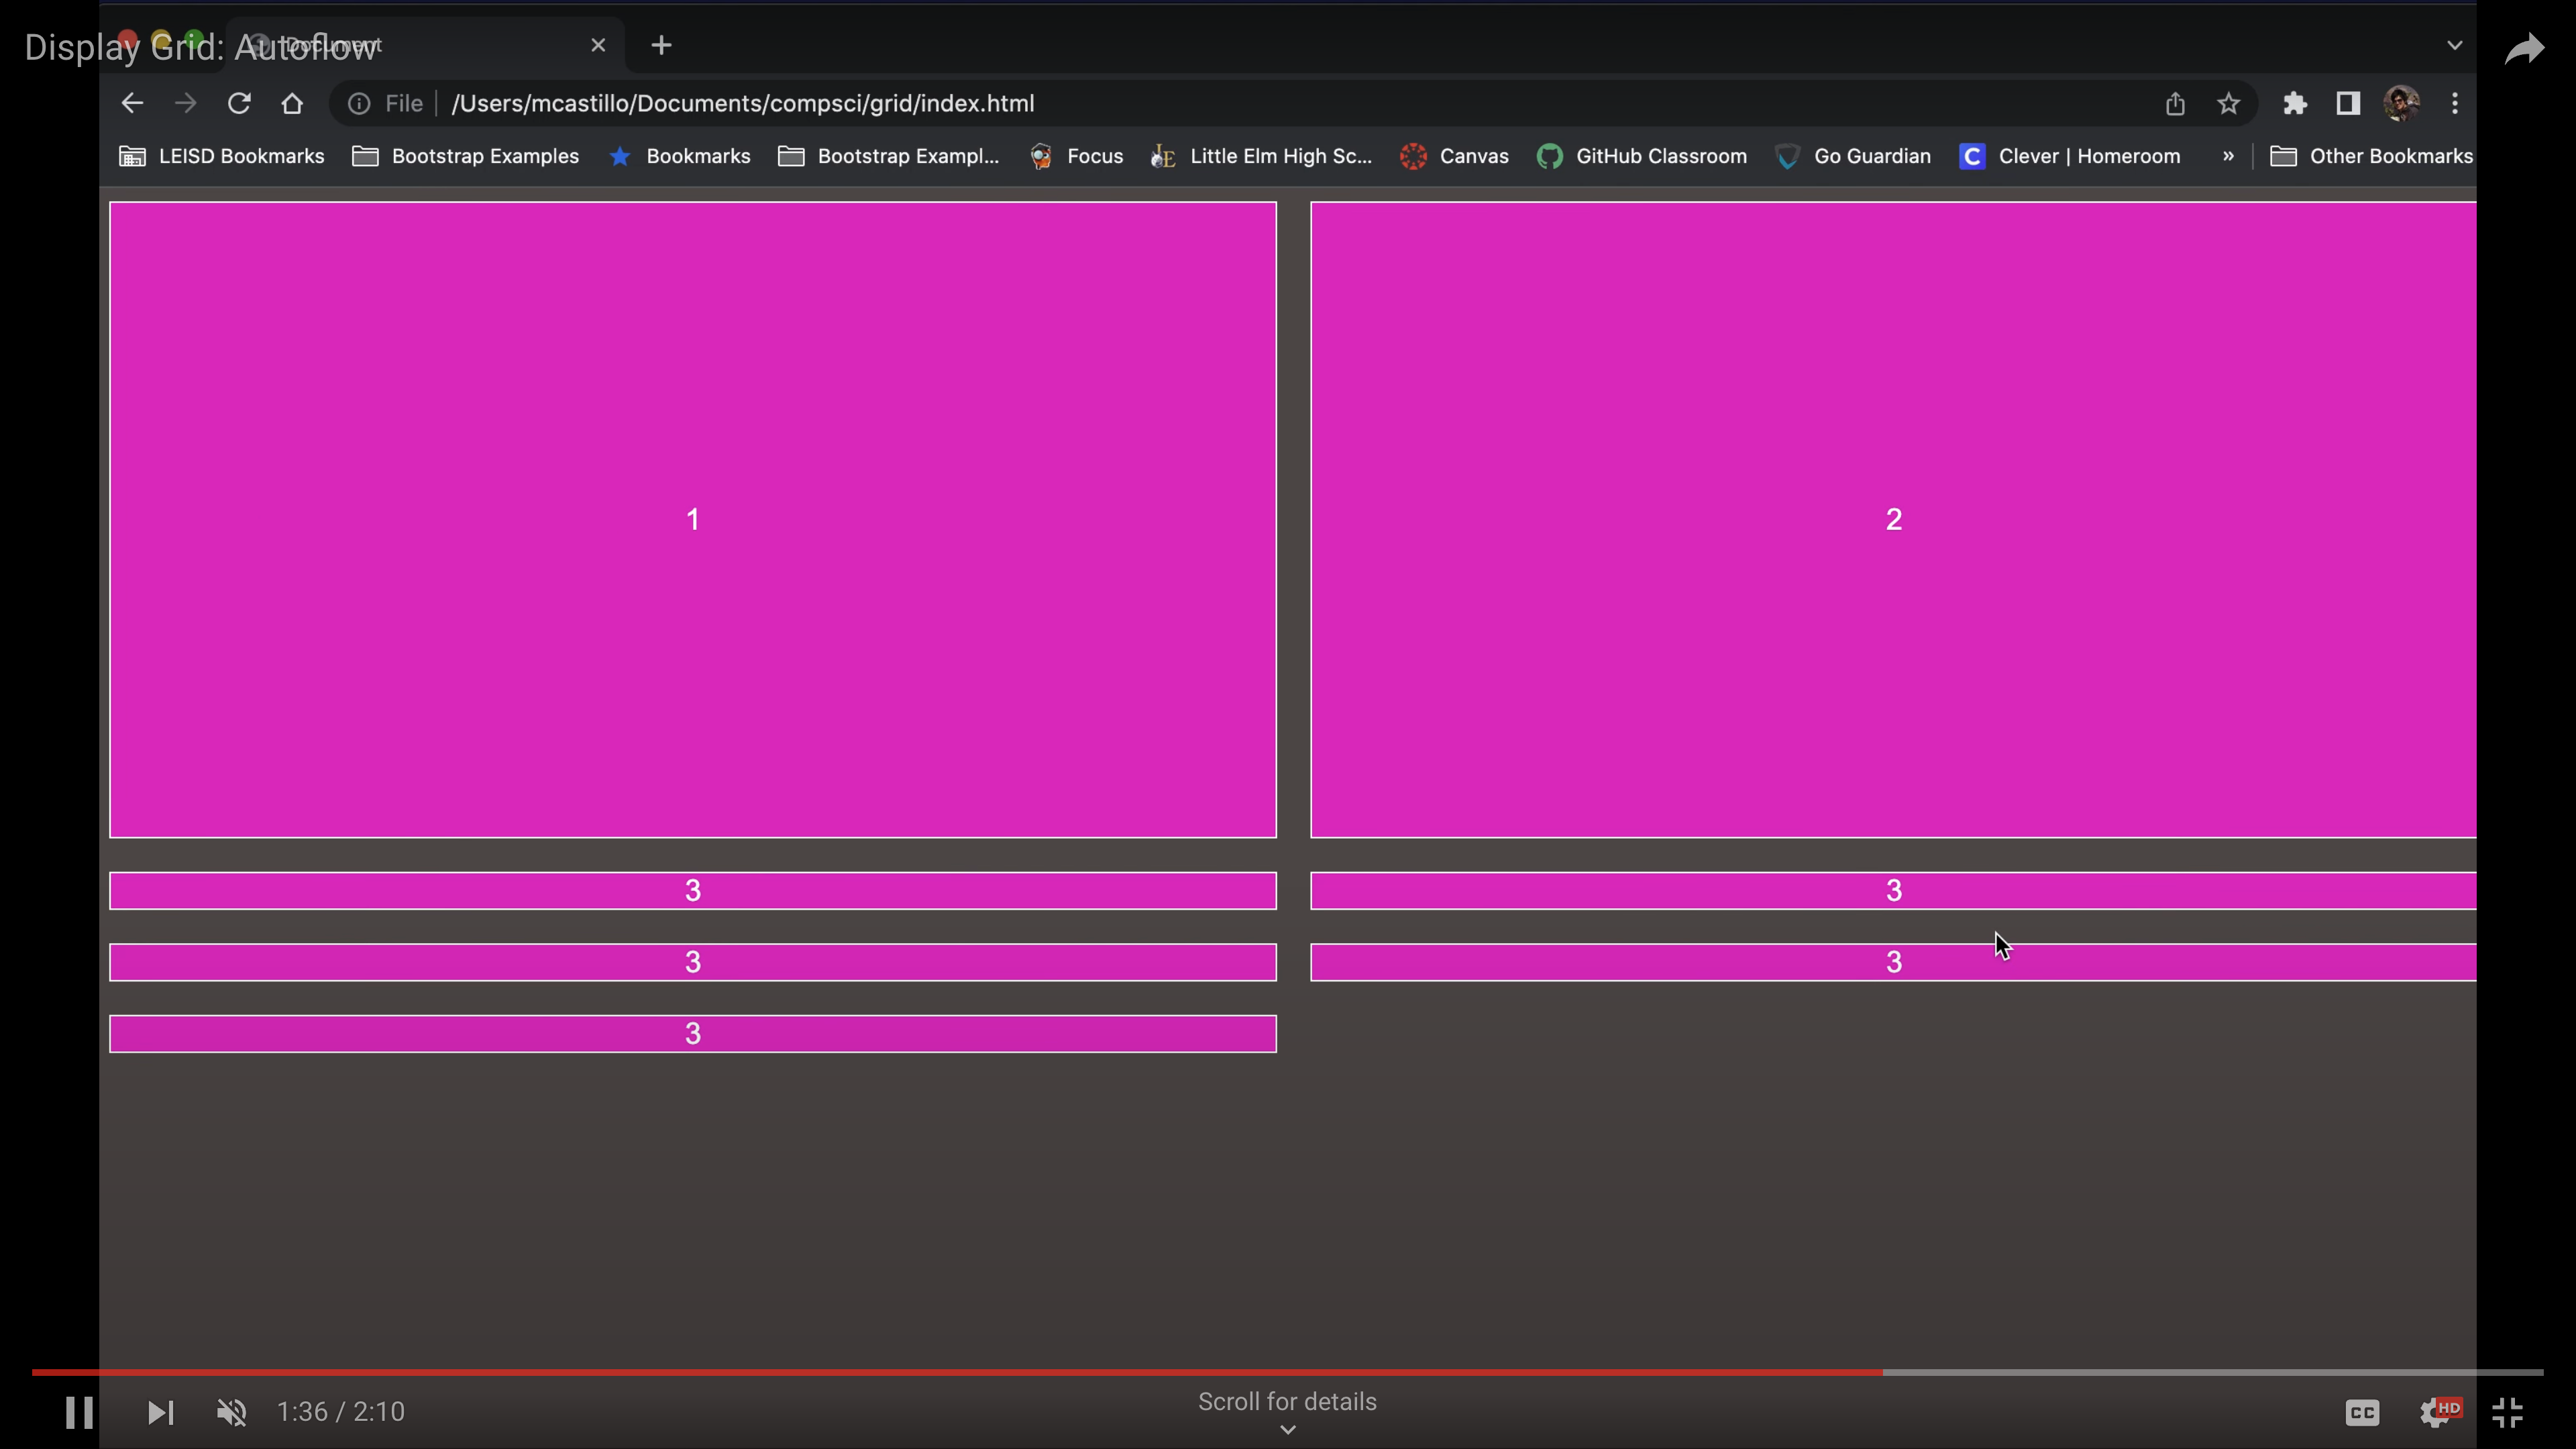 Display Grid: Autoflow
Document
File
/Users/mcastillo/Documents/compsci/grid/index.html
LEISD Bookmarks
Bootstrap Examples
Bookmarks
Bootstrap Exampl...
Focus
Little Elm High Sc...
Canvas
GitHub Classroom
Go Guardian
C Clever | Homeroom
»
Other Bookmarks
1
2
3
3
3
3
3
1:36 / 2:10
Scroll for details
CC
HD